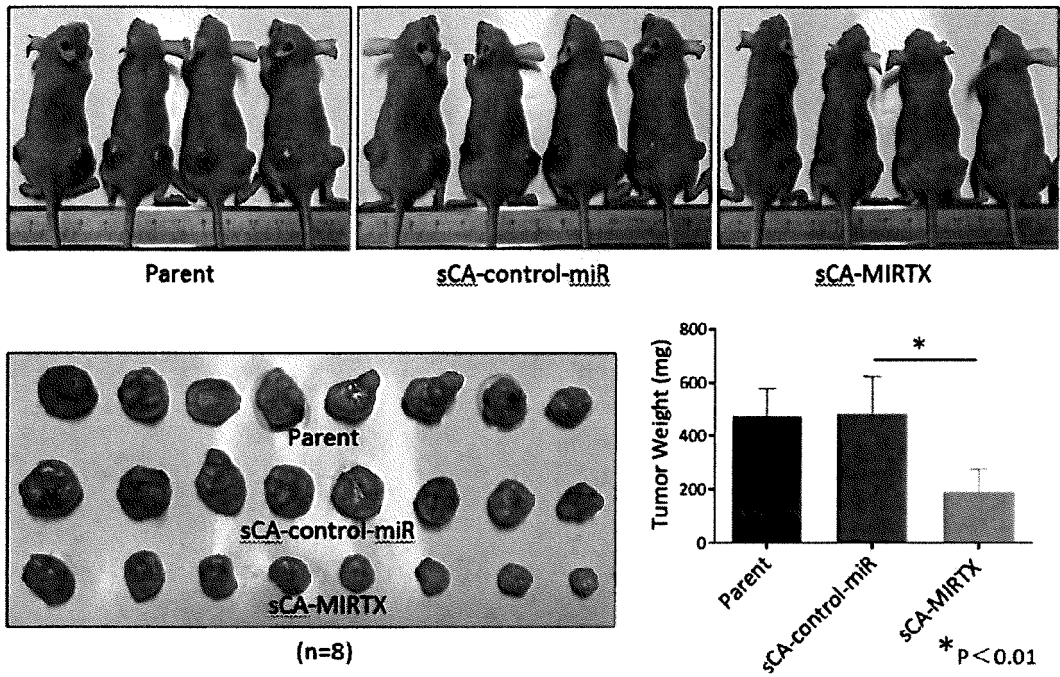 Parent
sCA-control-miR
sCA-MIRTX
Parent
sCA-control-miR
sCA-MIRTX
(n=8)
Tumor Weight (mg)
800
600
400
200
0
*
Parent
sCA-control-miR
sCA-MIRTX
* P<0.01